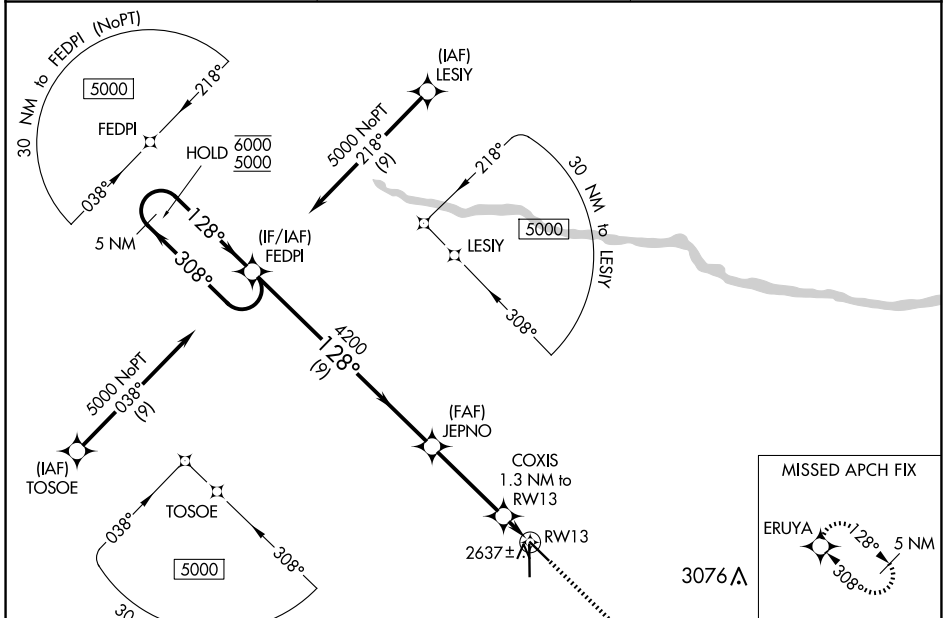 30 NM to FEDPI (NoPT)
5000
218°
FEDPI
038°
HOLD
6000
5000
128°
308°
5 NM
(IF/IAF)
FEDPI
(IAF)
LESIY
5000 NoPT
218°
(9)
218°
30 NM to LESIY
5000
LESIY
308°
4200
128°
(9)
5000 NoPT
038°
(9)
(IAF)
TOSOE
(FAF)
JEPNO
COXIS
1.3 NM to
RW13
RW13
2637±
038°
TOSOE
308°
5000
30
3076
MISSED APCH FIX
ERUYA
128°
5 NM
308°